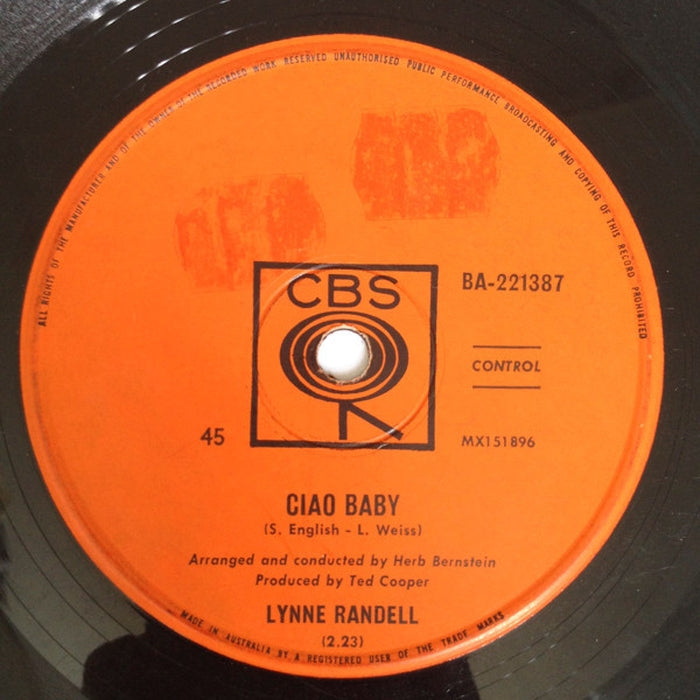 ALL RIGHTS OF THE MANUFACTURER AND OF THE OWNER OF THE RECORDED WORK RESERVED UNAUTHORISED PUBLIC PERFORMANCE BROADCASTING AND COPYING OF THIS RECORD PROHIBITED
CBS
BA-221387
CONTROL
45
MX151896
CIAO BABY
(S. English - L. Weiss)
Arranged and conducted by Herb Bernstein
Produced by Ted Cooper
LYNNE RANDELL
(2.23)
MADE IN AUSTRALIA BY A REGISTERED USER OF THE TRADE MARKS